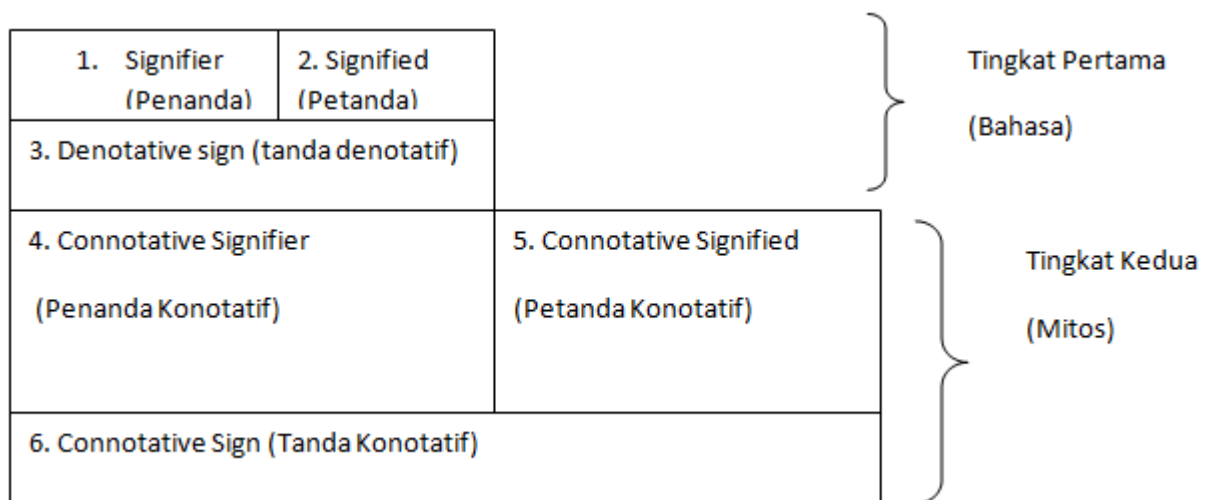 1. Signifier
(Penanda)
2. Signified
(Petanda)
3. Denotative sign (tanda denotatif)
Tingkat Pertama
(Bahasa)
4. Connotative Signifier
(Penanda Konotatif)
5. Connotative Signified
(Petanda Konotatif)
Tingkat Kedua
(Mitos)
6. Connotative Sign (Tanda Konotatif)